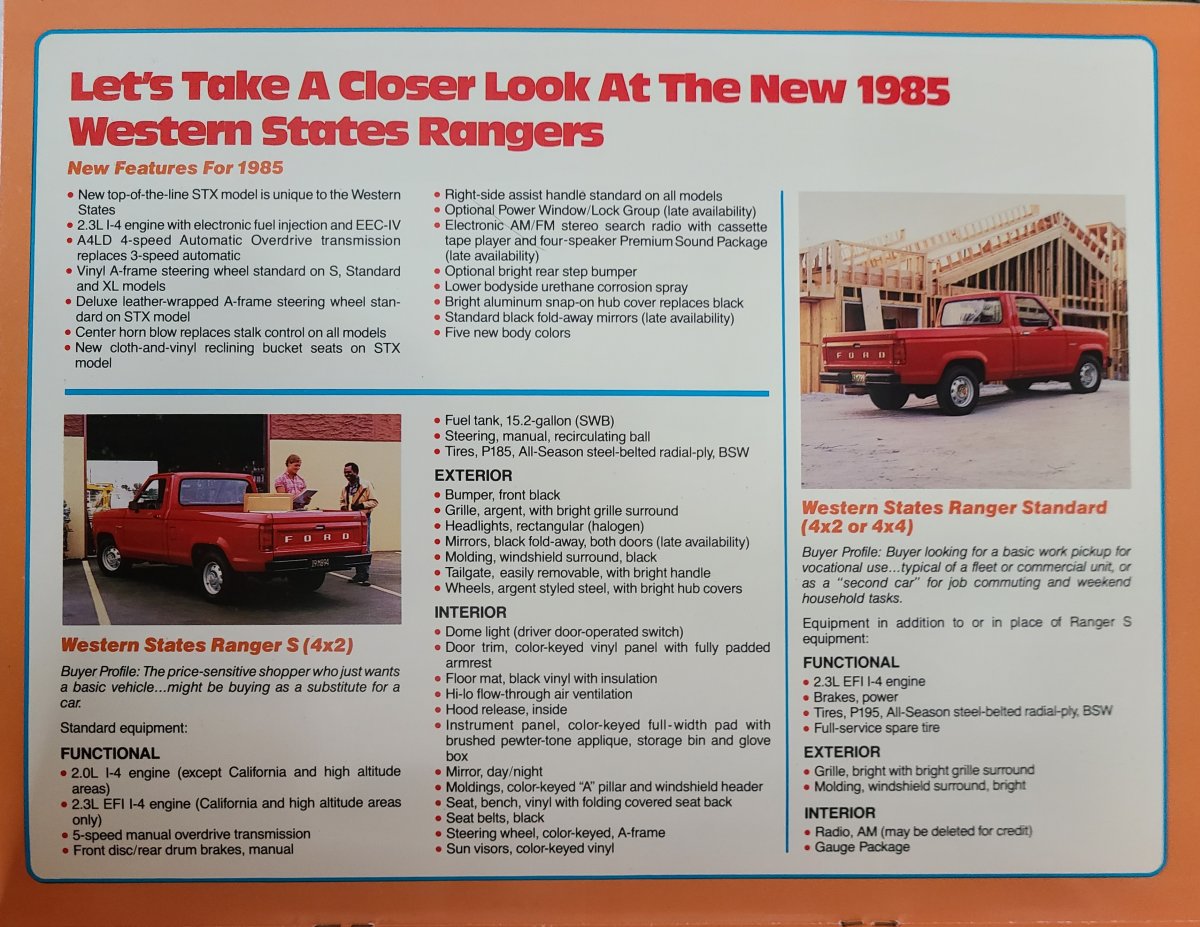 Let's Take A Closer Look At The New 1985
Western States Rangers
New Features For 1985
• New top-of-the-line STX model is unique to the Western
States
• 2.3L I-4 engine with electronic fuel injection and EEC-IV
• A4LD 4-speed Automatic Overdrive transmission
replaces 3-speed automatic
• Vinyl A-frame steering wheel standard on S, Standard
and XL models
• Deluxe leather-wrapped A-frame steering wheel stan-
dard on STX model
• Center horn blow replaces stalk control on all models
• New cloth-and-vinyl reclining bucket seats on STX
model
• Right-side assist handle standard on all models
• Optional Power Window/Lock Group (late availability)
• Electronic AM/FM stereo search radio with cassette
tape player and four-speaker Premium Sound Package
(late availability)
• Optional bright rear step bumper
• Lower bodyside urethane corrosion spray
• Bright aluminum snap-on hub cover replaces black
• Standard black fold-away mirrors (late availability)
• Five new body colors
FORD
Western States Ranger S (4x2)
Buyer Profile: The price-sensitive shopper who just wants
a basic vehicle...might be buying as a substitute for a
car.
Standard equipment:
FUNCTIONAL
• 2.0L I-4 engine (except California and high altitude
areas)
• 2.3L EFI I-4 engine (California and high altitude areas
only)
• 5-speed manual overdrive transmission
• Front disc/rear drum brakes, manual
• Fuel tank, 15.2-gallon (SWB)
• Steering, manual, recirculating ball
• Tires, P185, All-Season steel-belted radial-ply, BSW
EXTERIOR
• Bumper, front black
• Grille, argent, with bright grille surround
• Headlights, rectangular (halogen)
• Mirrors, black fold-away, both doors (late availability)
• Molding, windshield surround, black
• Tailgate, easily removable, with bright handle
• Wheels, argent styled steel, with bright hub covers
INTERIOR
• Dome light (driver door-operated switch)
• Door trim, color-keyed vinyl panel with fully padded
armrest
• Floor mat, black vinyl with insulation
• Hi-lo flow-through air ventilation
• Hood release, inside
• Instrument panel, color-keyed full-width pad with
brushed pewter-tone applique, storage bin and glove
box
• Mirror, day/night
• Moldings, color-keyed "A" pillar and windshield header
• Seat, bench, vinyl with folding covered seat back
• Seat belts, black
• Steering wheel, color-keyed, A-frame
• Sun visors, color-keyed vinyl
FORD
Western States Ranger Standard
(4x2 or 4x4)
Buyer Profile: Buyer looking for a basic work pickup for
vocational use...typical of a fleet or commercial unit, or
as a "second car" for job commuting and weekend
household tasks.
Equipment in addition to or in place of Ranger S
equipment:
FUNCTIONAL
• 2.3L EFI I-4 engine
• Brakes, power
• Tires, P195, All-Season steel-belted radial-ply, BSW
• Full-service spare tire
EXTERIOR
• Grille, bright with bright grille surround
• Molding, windshield surround, bright
INTERIOR
• Radio, AM (may be deleted for credit)
• Gauge Package